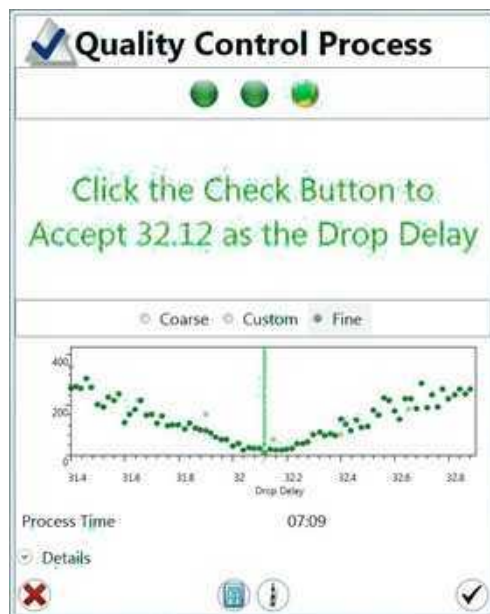 Quality Control Process
Click the Check Button to
Accept 32.12 as the Drop Delay
Coarse Custom Fine
400
200
0
31.4 31.6 31.8 32 32.2 32.4 32.6 32.8
Drop Delay
Process Time 07:09
Details